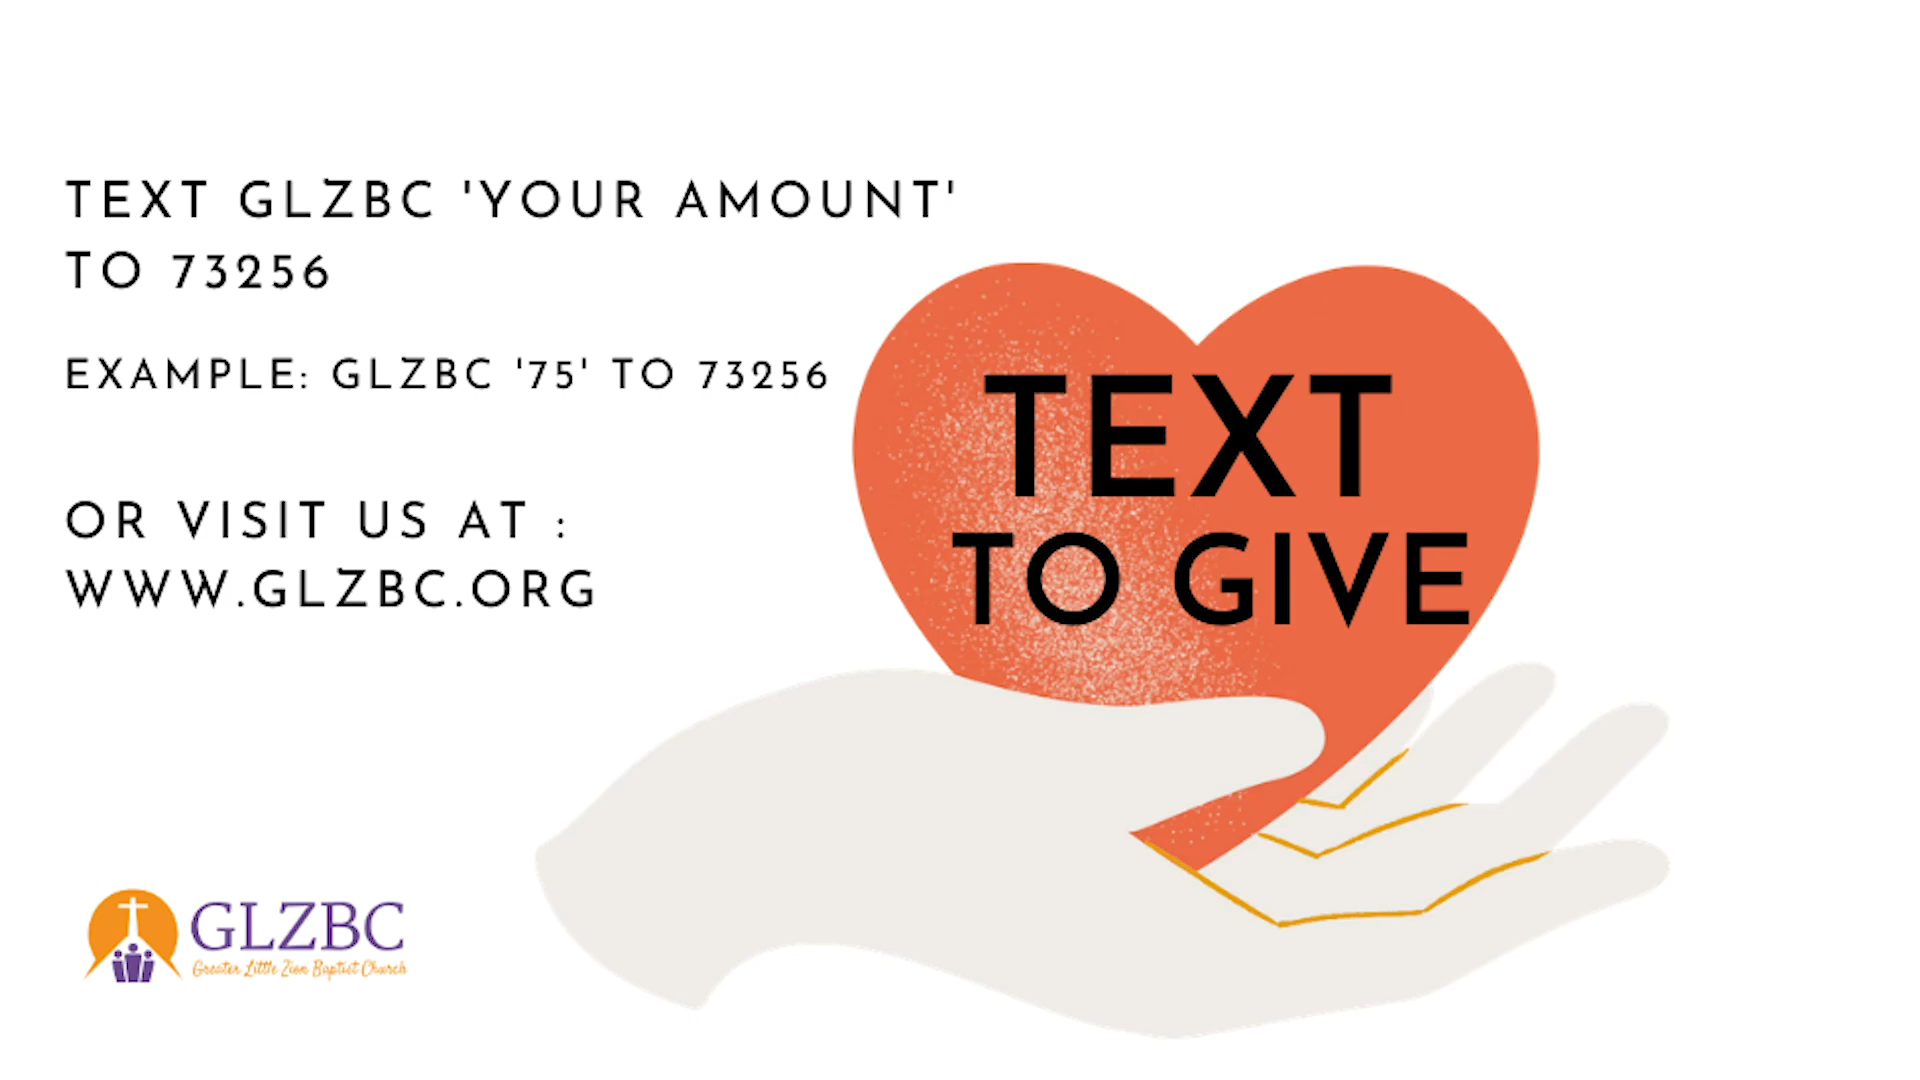 TEXT GLZBC 'YOUR AMOUNT'
TO 73256
EXAMPLE: GLZBC '75' TO 73256
OR VISIT US AT :
WWW.GLZBC.ORG
TEXT
TO GIVE
GLZBC
Greater Little Zion Baptist Church